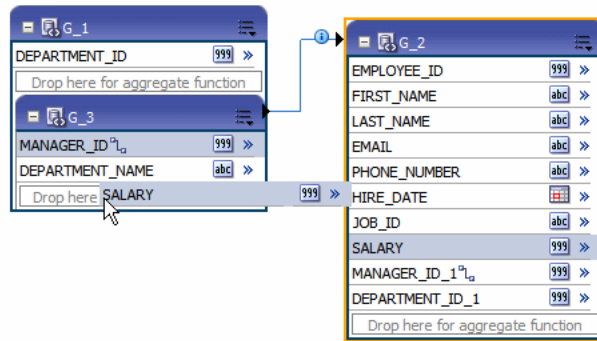 G_1
DEPARTMENT_ID 999 »
Drop here for aggregate function
G_3
MANAGER_ID 999 »
DEPARTMENT_NAME abc »
Drop here SALARY 999 »
G_2
EMPLOYEE_ID 999 »
FIRST_NAME abc »
LAST_NAME abc »
EMAIL abc »
PHONE_NUMBER abc »
HIRE_DATE »
JOB_ID abc »
SALARY 999 »
MANAGER_ID_1 999 »
DEPARTMENT_ID_1 999 »
Drop here for aggregate function